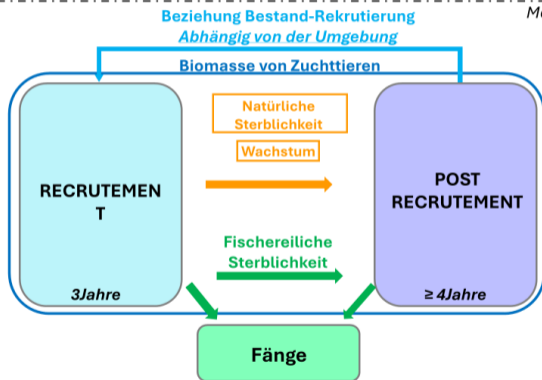 Beziehung Bestand-Rekrutierung
Abhängig von der Umgebung
Biomasse von Zuchttieren
Natürliche
Sterblichkeit
Wachstum
RECRUTEMEN
T
POST
RECRUTEMENT
Fischereiliche
Sterblichkeit
3Jahre
≥ 4Jahre
Fänge